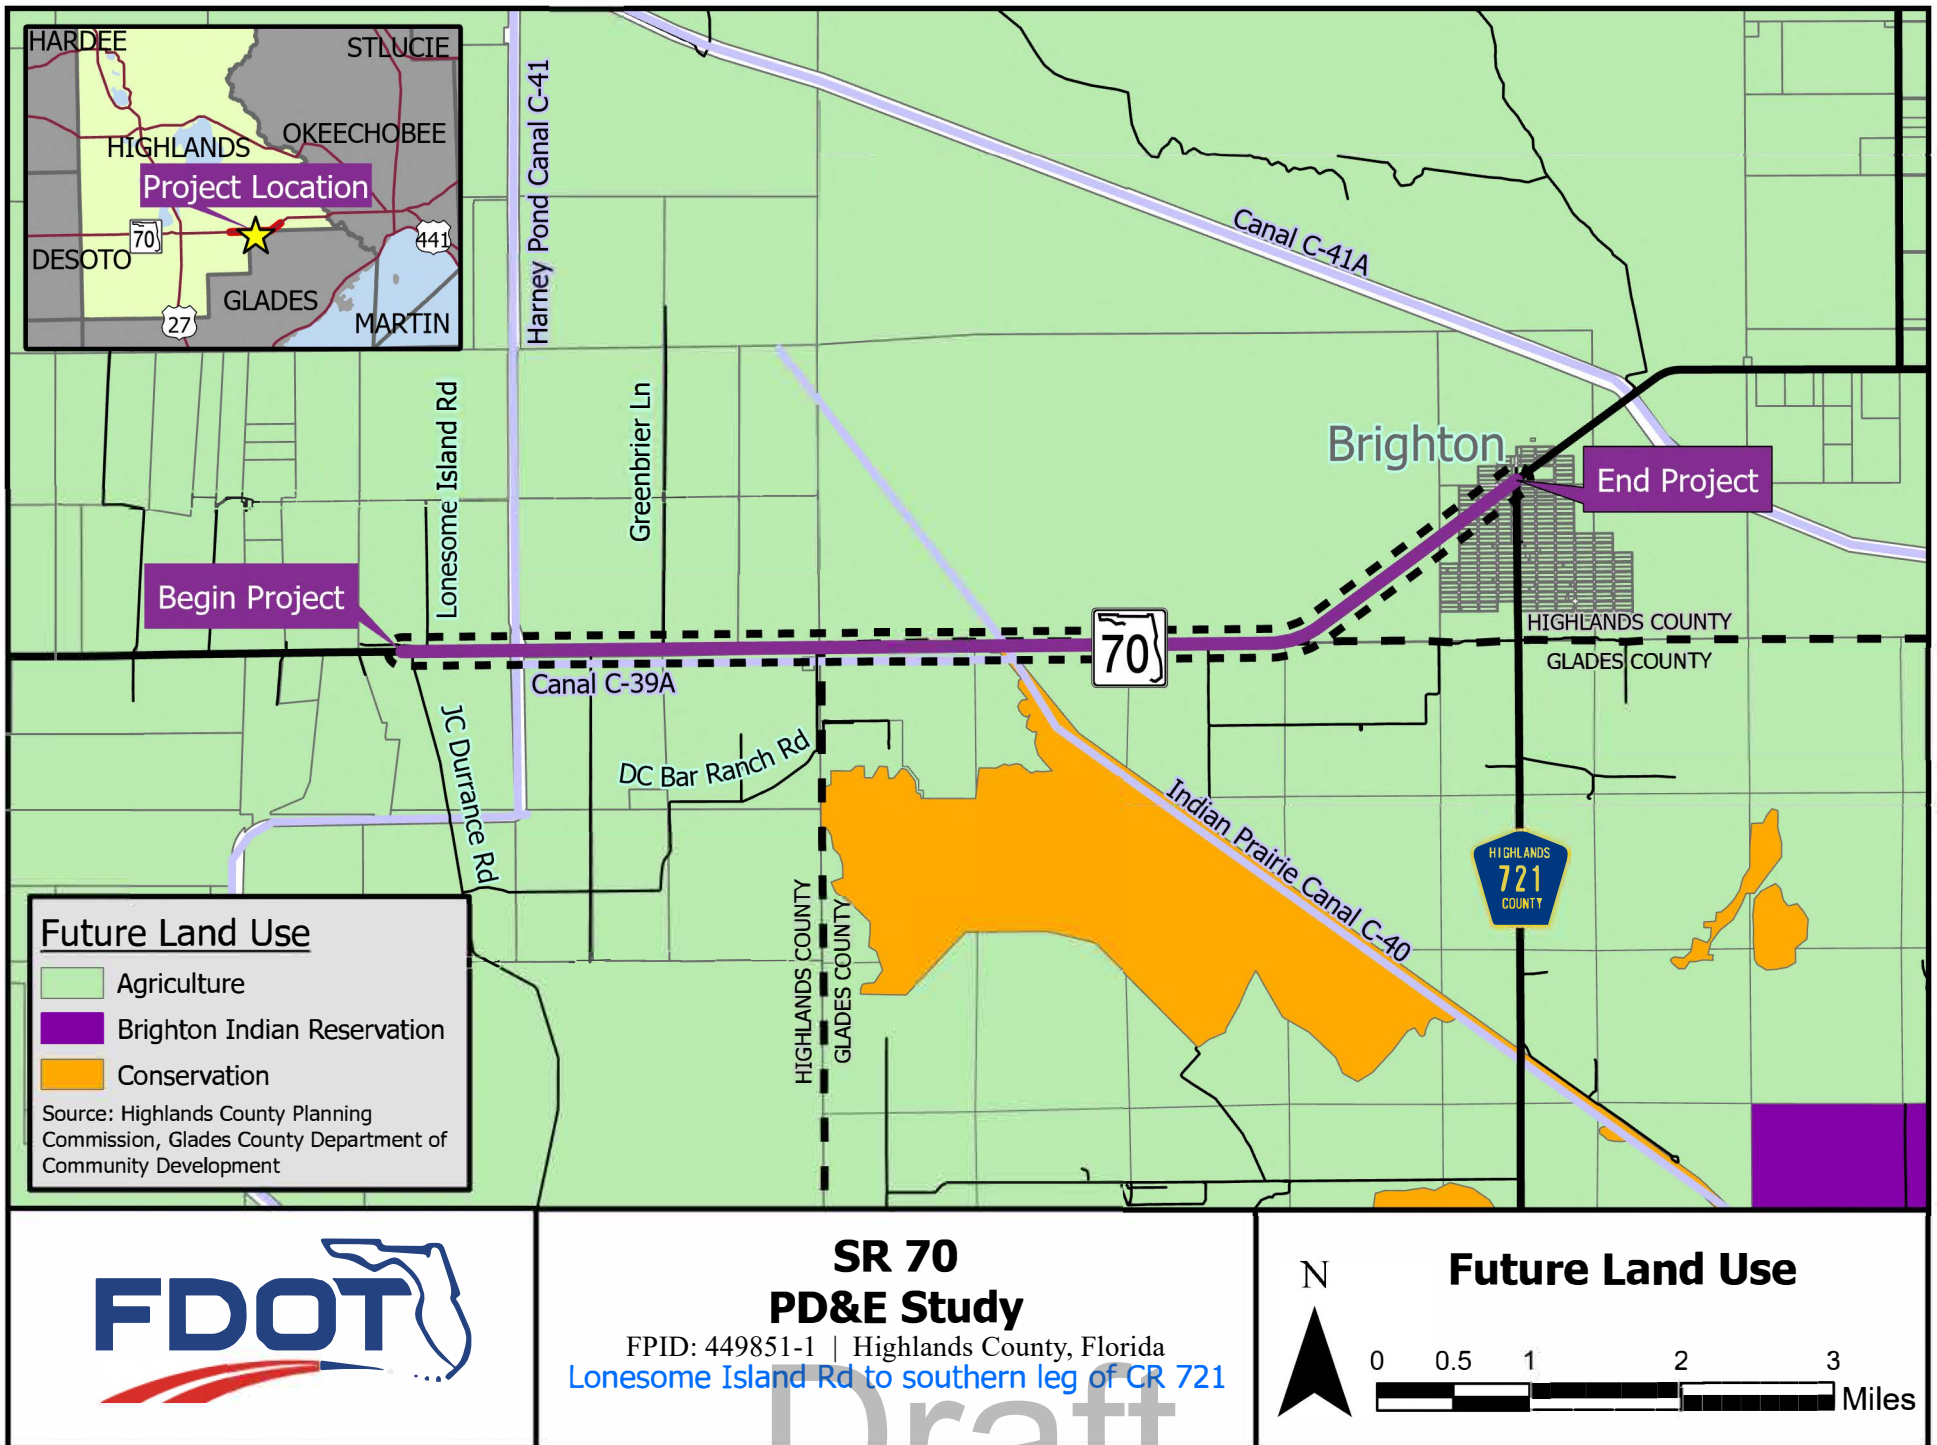 HARDEE
STLUCIE
OKEECHOBEE
HIGHLANDS
Project Location
70
441
DESOTO
GLADES
27
MARTIN
Harney Pond Canal C-41
Canal C-41A
Lonesome Island Rd
Greenbrier Ln
Brighton
End Project
Begin Project
70
HIGHLANDS COUNTY
GLADES COUNTY
Canal C-39A
JC Durrance Rd
DC Bar Ranch Rd
Indian Prairie Canal C-40
HIGHLANDS
721
COUNTY
HIGHLANDS COUNTY
GLADES COUNTY
Future Land Use
Agriculture
Brighton Indian Reservation
Conservation
Source: Highlands County Planning
Commission, Glades County Department of
Community Development
FDOT
SR 70
PD&E Study
FPID: 449851-1 | Highlands County, Florida
Lonesome Island Rd to southern leg of CR 721
Draft
N
Future Land Use
0 0.5 1 2 3
Miles